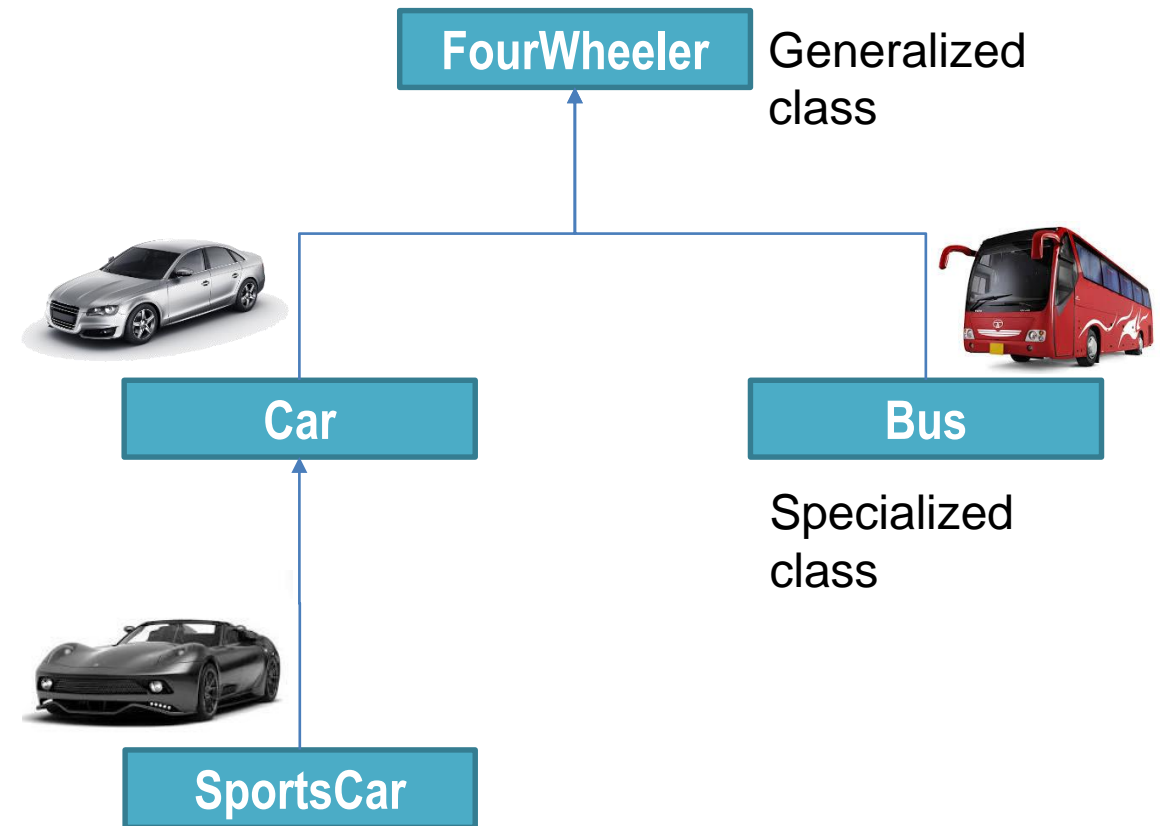 FourWheeler
Generalized
class
Car
Bus
Specialized
class
SportsCar